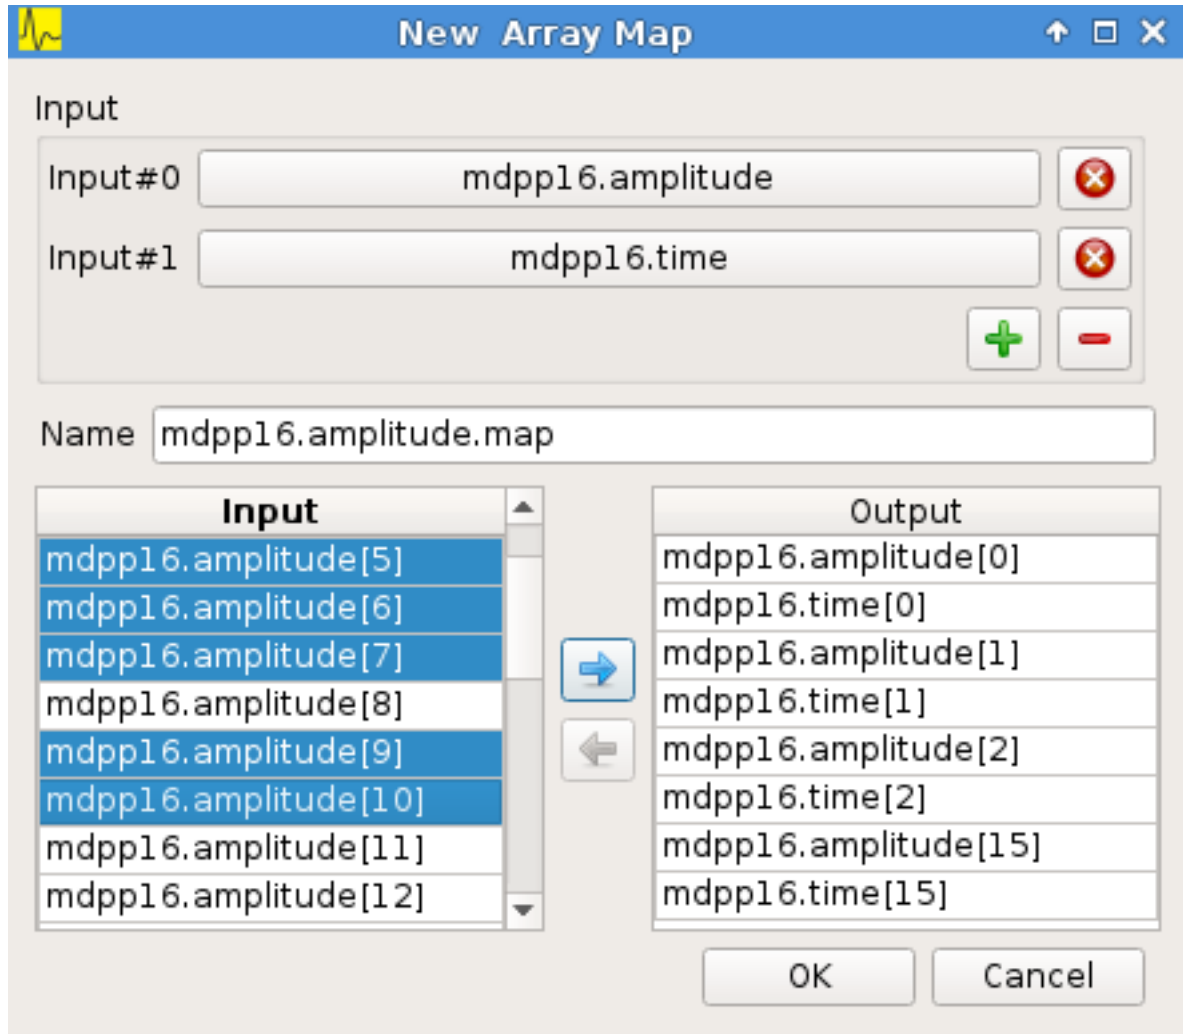 New Array Map
Input
Input#0 mdpp16.amplitude
Input#1 mdpp16.time
Name mdpp16.amplitude.map
Input
mdpp16.amplitude[5]
mdpp16.amplitude[6]
mdpp16.amplitude[7]
mdpp16.amplitude[8]
mdpp16.amplitude[9]
mdpp16.amplitude[10]
mdpp16.amplitude[11]
mdpp16.amplitude[12]
Output
mdpp16.amplitude[0]
mdpp16.time[0]
mdpp16.amplitude[1]
mdpp16.time[1]
mdpp16.amplitude[2]
mdpp16.time[2]
mdpp16.amplitude[15]
mdpp16.time[15]
OK Cancel